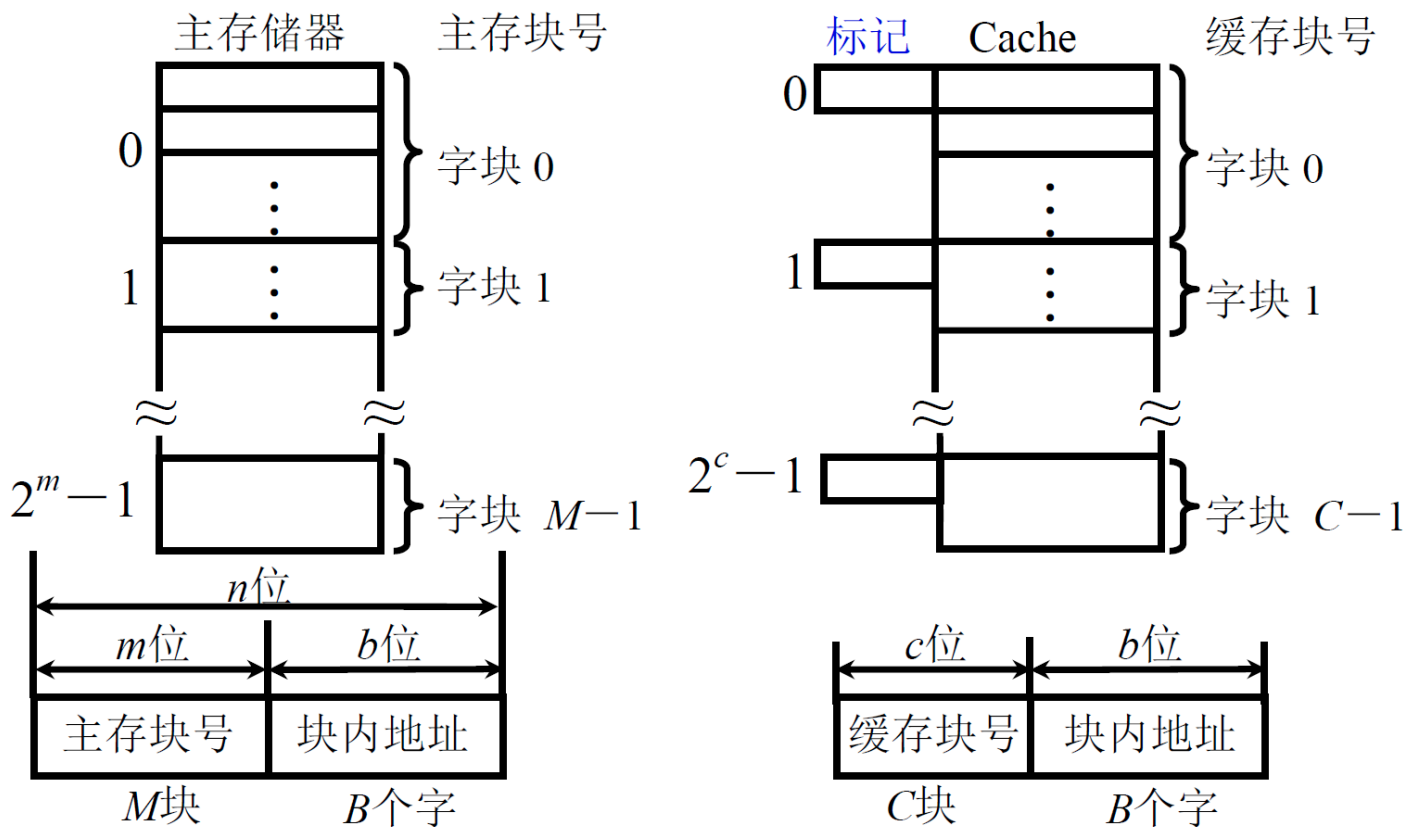 主存储器 主存块号 标记 Cache 缓存块号
0 字块 0 0 字块 0
1 字块 1 1 字块 1
2^m－1 字块 M－1 2^c－1 字块 C－1
n位
m位 b位 c位 b位
主存块号 块内地址 缓存块号 块内地址
M块 B个字 C块 B个字